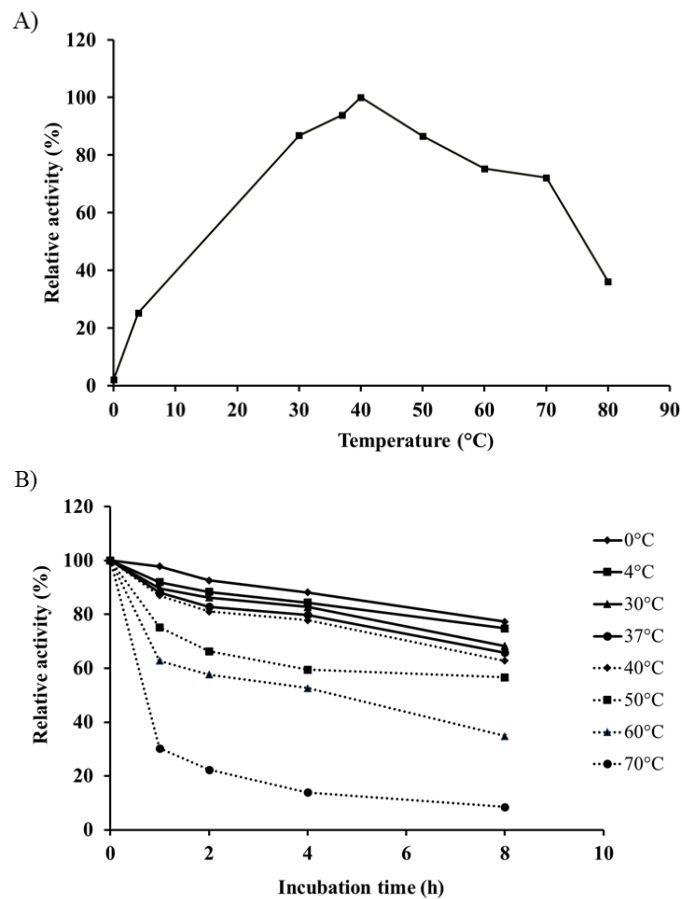 A)
120
100
80
60
40
20
0
Relative activity (%)
0 10 20 30 40 50 60 70 80 90
Temperature (°C)
B)
120
100
80
60
40
20
0
Relative activity (%)
0 2 4 6 8 10
Incubation time (h)
0°C
4°C
30°C
37°C
40°C
50°C
60°C
70°C